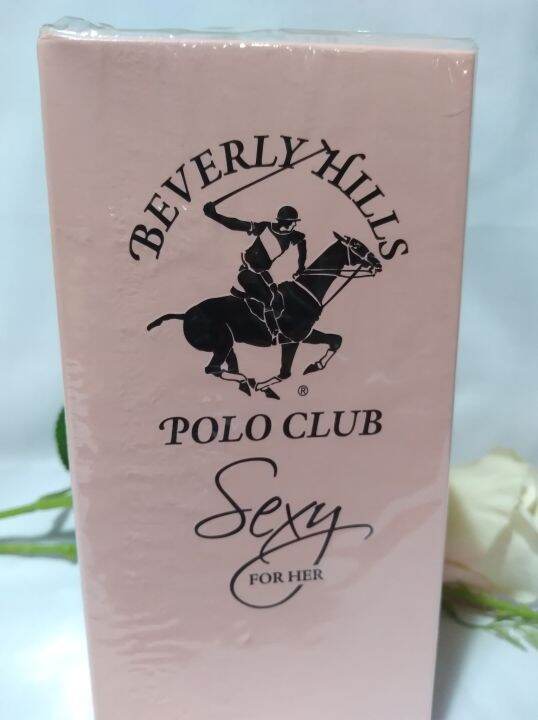 BEVERLY HILLS
®
POLO CLUB
Sexy
FOR HER